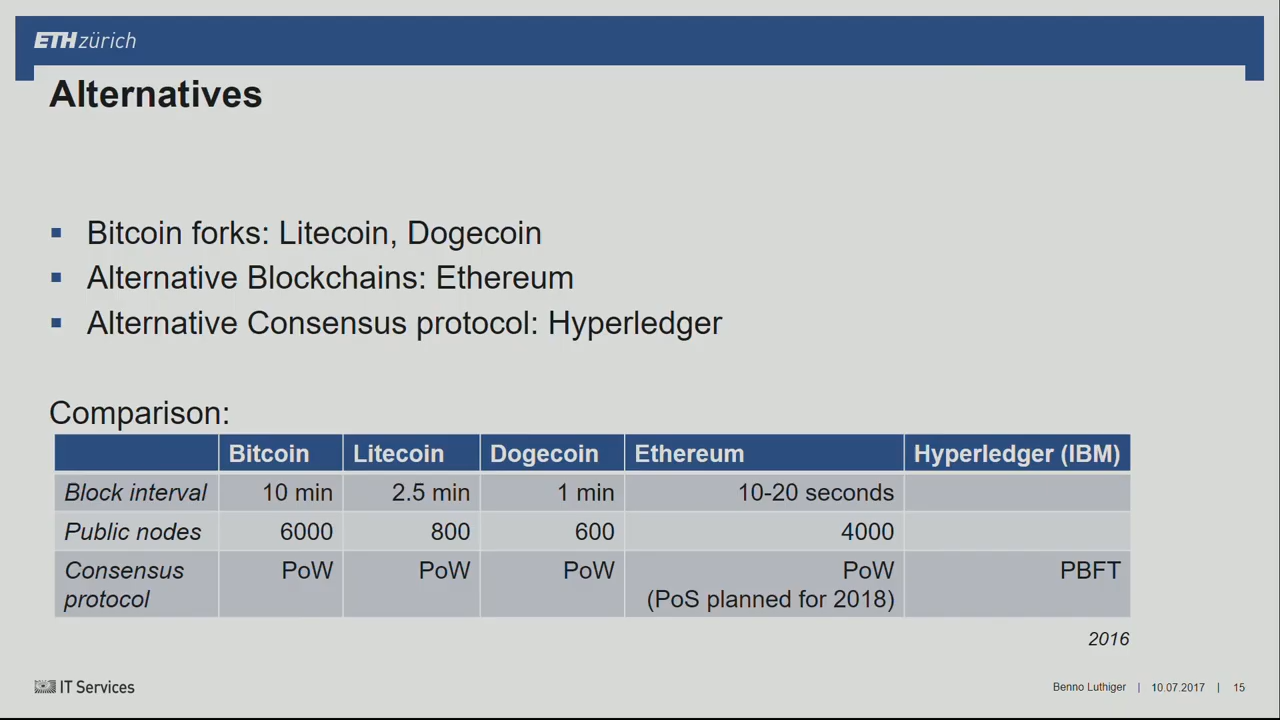 ETH zürich
Alternatives
Bitcoin forks: Litecoin, Dogecoin
Alternative Blockchains: Ethereum
Alternative Consensus protocol: Hyperledger
Comparison:
Bitcoin Litecoin Dogecoin Ethereum Hyperledger (IBM)
Block interval 10 min 2.5 min 1 min 10-20 seconds
Public nodes 6000 800 600 4000
Consensus PoW PoW PoW PoW PBFT
protocol (PoS planned for 2018)
2016
IT Services Benno Luthiger | 10.07.2017 | 15